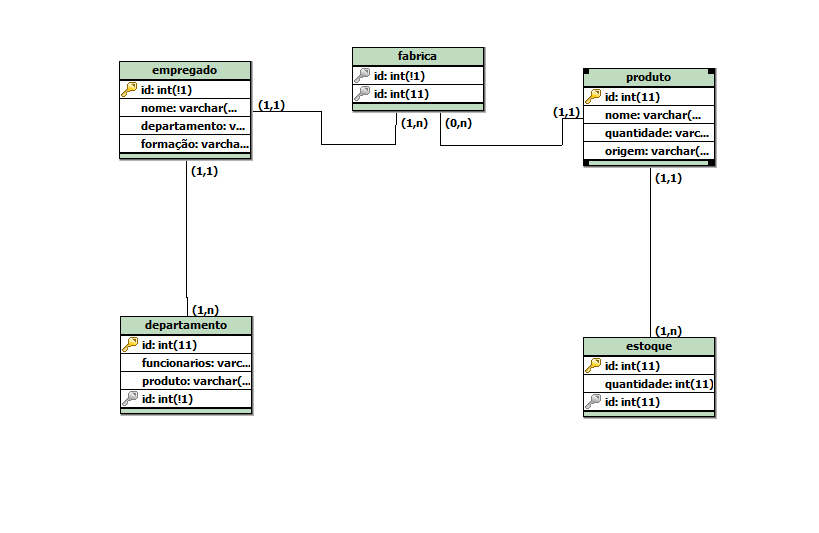 empregado
id: int(!1)
nome: varchar(...
departamento: v...
formação: varcha...
(1,1)
(1,1)
fabrica
id: int(!1)
id: int(11)
(1,n)
(0,n)
produto
id: int(11)
nome: varchar(...
quantidade: varc...
origem: varchar(...
(1,1)
(1,1)
(1,n)
departamento
id: int(11)
funcionarios: varc...
produto: varchar(...
id: int(!1)
(1,n)
estoque
id: int(11)
quantidade: int(11)
id: int(11)